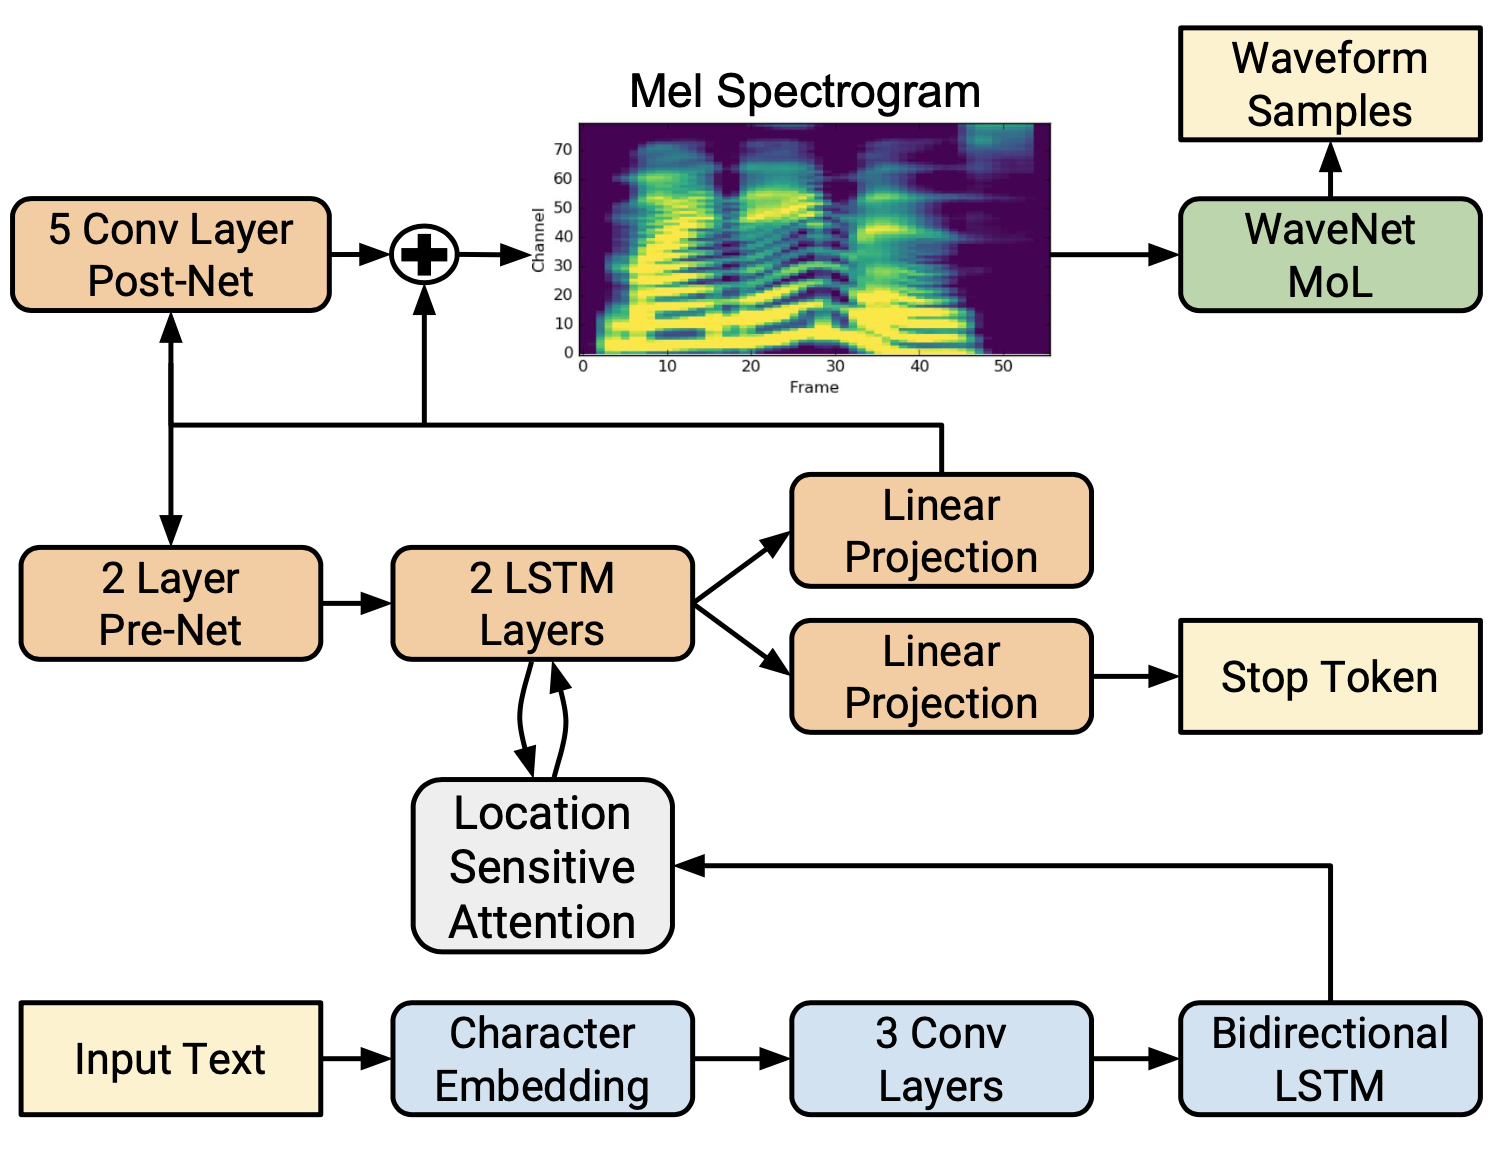 Waveform
Samples
Mel Spectrogram
70
60
50
40
30
20
10
0
Channel
0 10 20 30 40 50
Frame
5 Conv Layer
Post-Net
WaveNet
MoL
Linear
Projection
2 Layer
Pre-Net
2 LSTM
Layers
Linear
Projection
Stop Token
Location
Sensitive
Attention
Input Text
Character
Embedding
3 Conv
Layers
Bidirectional
LSTM